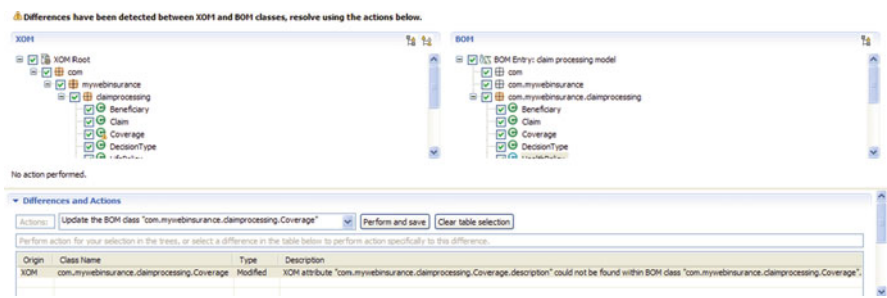 Differences have been detected between XOM and BOM classes, resolve using the actions below.
XOM
XOM Root
com
mywebinsurance
claimprocessing
Beneficiary
Claim
Coverage
DecisionType
LifePolicy
BOM
BOM Entry: claim processing model
com
com.mywebinsurance
com.mywebinsurance.claimprocessing
Beneficiary
Claim
Coverage
DecisionType
HealthPolicy
No action performed.
Differences and Actions
Actions: Update the BOM class "com.mywebinsurance.claimprocessing.Coverage" Perform and save Clear table selection
Perform action for your selection in the trees, or select a difference in the table below to perform action specifically to this difference.
Origin Class Name Type Description
XOM com.mywebinsurance.claimprocessing.Coverage Modified XOM attribute "com.mywebinsurance.claimprocessing.Coverage.description" could not be found within BOM class "com.mywebinsurance.claimprocessing.Coverage".